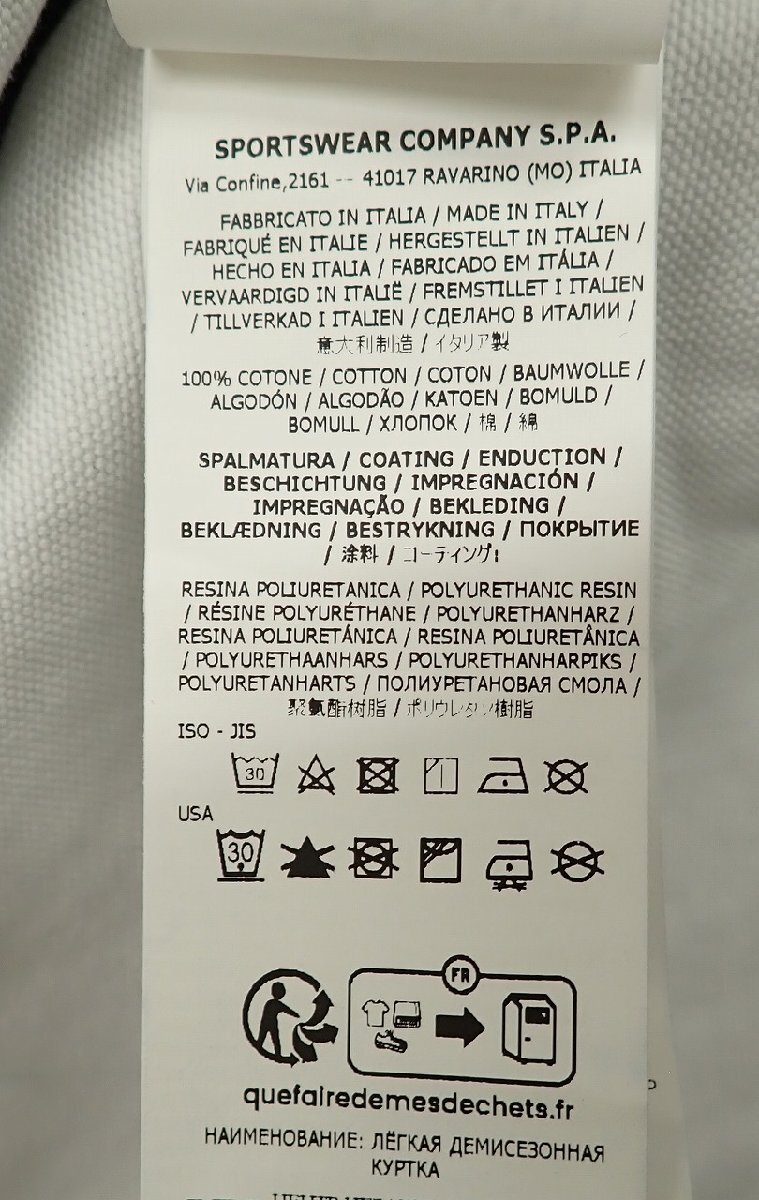 SPORTSWEAR COMPANY S.P.A.
Via Confine,2161 -- 41017 RAVARINO (MO) ITALIA
FABBRICATO IN ITALIA / MADE IN ITALY /
FABRIQUÉ EN ITALIE / HERGESTELLT IN ITALIEN /
HECHO EN ITALIA / FABRICADO EM ITÁLIA /
VERVAARDIGD IN ITALIË / FREMSTILLET I ITALIEN
/ TILLVERKAD I ITALIEN / СДЕЛАНО В ИТАЛИИ /
意大利制造 / イタリア製
100% COTONE / COTTON / COTON / BAUMWOLLE /
ALGODÓN / ALGODÃO / KATOEN / BOMULD /
BOMULL / ХЛОПОК / 棉 / 綿
SPALMATURA / COATING / ENDUCTION /
BESCHICHTUNG / IMPREGNACIÓN /
IMPREGNAÇÃO / BEKLEDING /
BEKLÆDNING / BESTRYKNING / ПОКРЫТИЕ
/ 涂料 / コーティング:
RESINA POLIURETANICA / POLYURETHANIC RESIN
/ RÉSINE POLYURÉTHANE / POLYURETHANHARZ /
RESINA POLIURETÁNICA / RESINA POLIURETÂNICA
/ POLYURETHAANHARS / POLYURETHANHARPIKS /
POLYURETANHARTS / ПОЛИУРЕТАНОВАЯ СМОЛА /
聚氨酯树脂 / ポリウレタン樹脂
ISO - JIS
30
USA
30
FR
quefairedemesdechets.fr
НАИМЕНОВАНИЕ: ЛЁГКАЯ ДЕМИСЕЗОННАЯ
КУРТКА